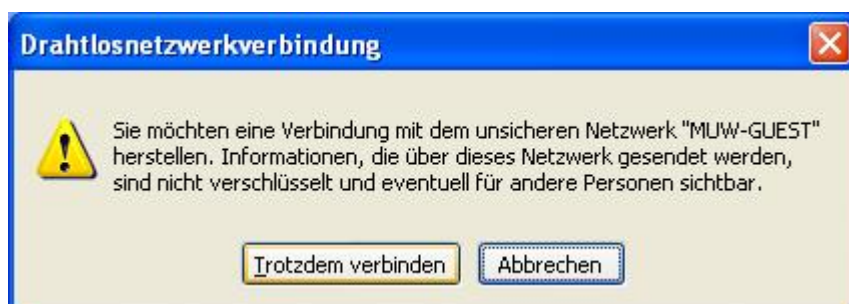 Drahtlosnetzwerkverbindung
Sie möchten eine Verbindung mit dem unsicheren Netzwerk "MUW-GUEST"
herstellen. Informationen, die über dieses Netzwerk gesendet werden,
sind nicht verschlüsselt und eventuell für andere Personen sichtbar.
Trotzdem verbinden Abbrechen